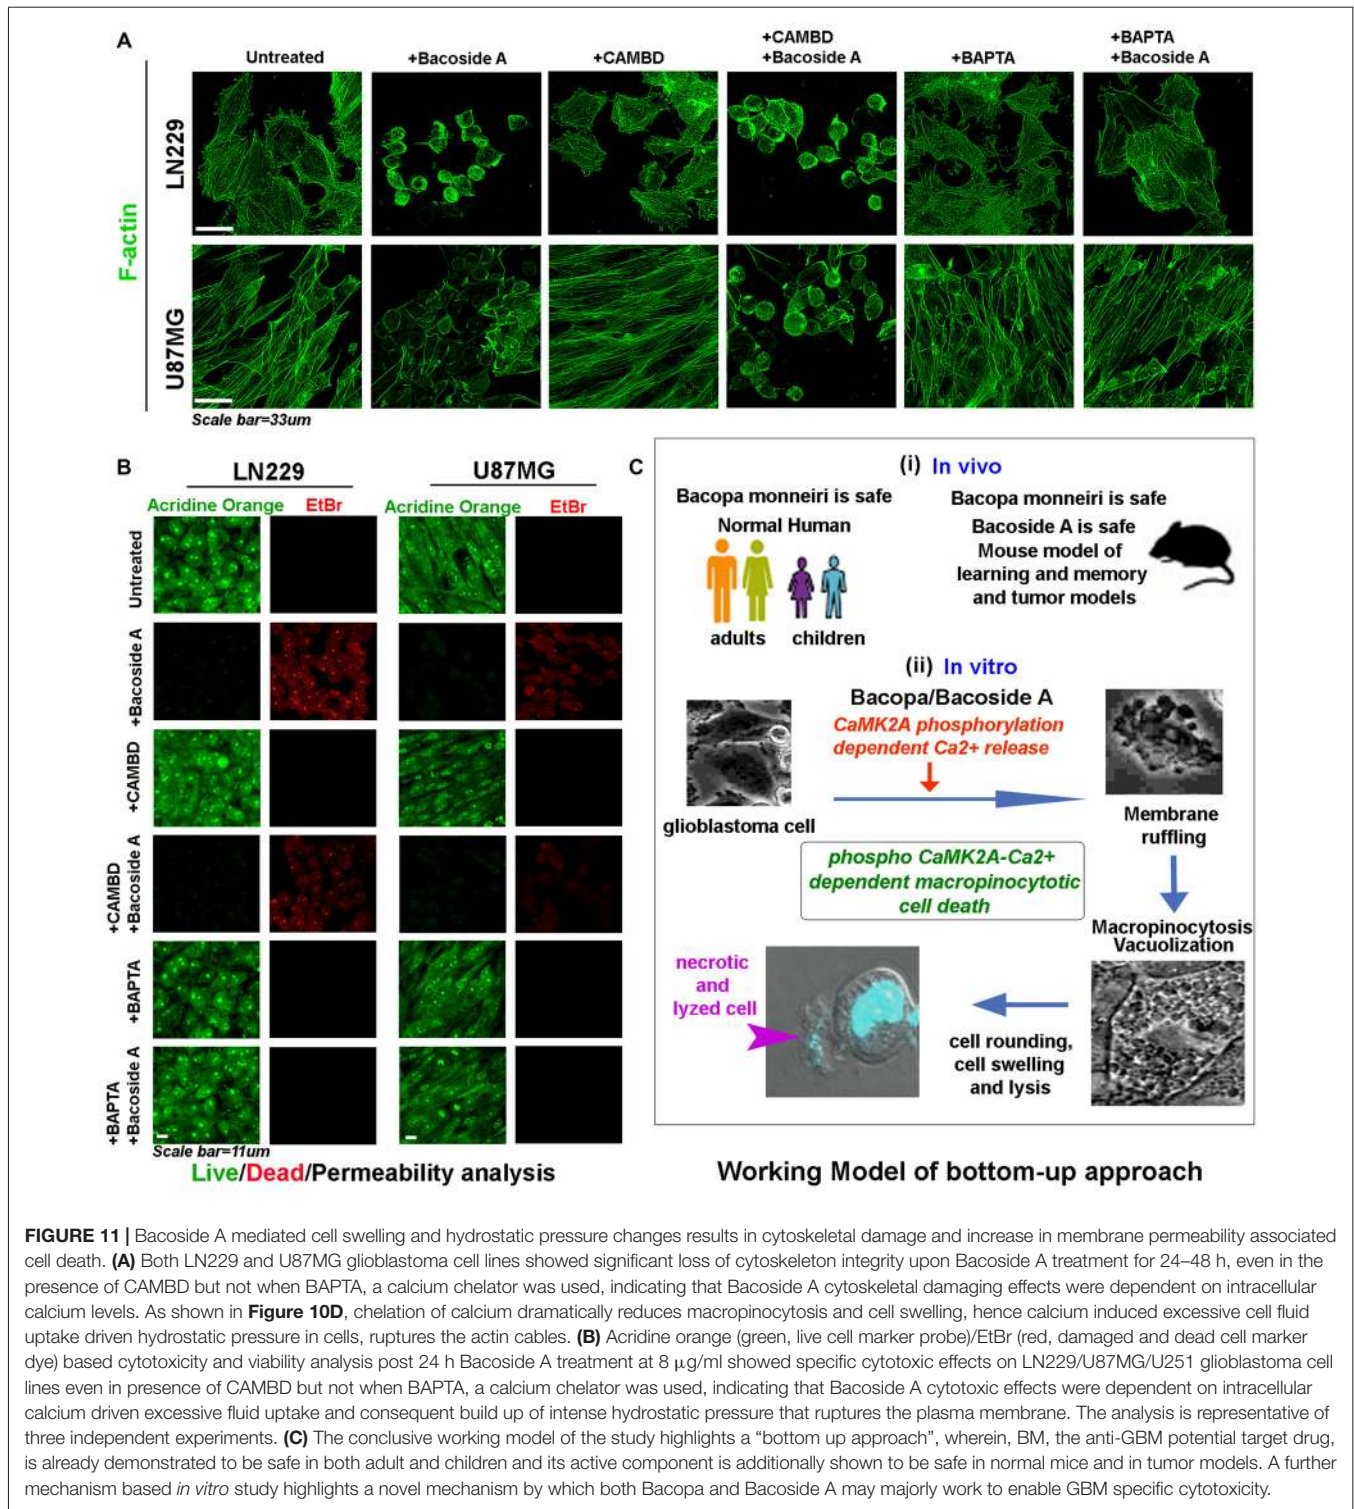 A
Untreated
+Bacoside A
+CAMBD
+CAMBD
+Bacoside A
+BAPTA
+BAPTA
+Bacoside A
F-actin
LN229
U87MG
Scale bar=33um
B
LN229
U87MG
Acridine Orange
EtBr
Acridine Orange
EtBr
Untreated
+Bacoside A
+CAMBD
+CAMBD
+Bacoside A
+BAPTA
+BAPTA
+Bacoside A
Scale bar=11um
Live/Dead/Permeability analysis
C
(i) In vivo
Bacopa monneiri is safe
Normal Human
adults
children
Bacopa monneiri is safe
Bacoside A is safe
Mouse model of
learning and memory
and tumor models
(ii) In vitro
Bacopa/Bacoside A
CaMK2A phosphorylation
dependent Ca2+ release
glioblastoma cell
Membrane
ruffling
phospho CaMK2A-Ca2+
dependent macropinocytotic
cell death
Macropinocytosis
Vacuolization
necrotic
and
lyzed cell
cell rounding,
cell swelling
and lysis
Working Model of bottom-up approach
FIGURE 11 | Bacoside A mediated cell swelling and hydrostatic pressure changes results in cytoskeletal damage and increase in membrane permeability associated
cell death. (A) Both LN229 and U87MG glioblastoma cell lines showed significant loss of cytoskeleton integrity upon Bacoside A treatment for 24–48 h, even in the
presence of CAMBD but not when BAPTA, a calcium chelator was used, indicating that Bacoside A cytoskeletal damaging effects were dependent on intracellular
calcium levels. As shown in Figure 10D, chelation of calcium dramatically reduces macropinocytosis and cell swelling, hence calcium induced excessive cell fluid
uptake driven hydrostatic pressure in cells, ruptures the actin cables. (B) Acridine orange (green, live cell marker probe)/EtBr (red, damaged and dead cell marker
dye) based cytotoxicity and viability analysis post 24 h Bacoside A treatment at 8 μg/ml showed specific cytotoxic effects on LN229/U87MG/U251 glioblastoma cell
lines even in presence of CAMBD but not when BAPTA, a calcium chelator was used, indicating that Bacoside A cytotoxic effects were dependent on intracellular
calcium driven excessive fluid uptake and consequent build up of intense hydrostatic pressure that ruptures the plasma membrane. The analysis is representative of
three independent experiments. (C) The conclusive working model of the study highlights a “bottom up approach”, wherein, BM, the anti-GBM potential target drug,
is already demonstrated to be safe in both adult and children and its active component is additionally shown to be safe in normal mice and in tumor models. A further
mechanism based in vitro study highlights a novel mechanism by which both Bacopa and Bacoside A may majorly work to enable GBM specific cytotoxicity.